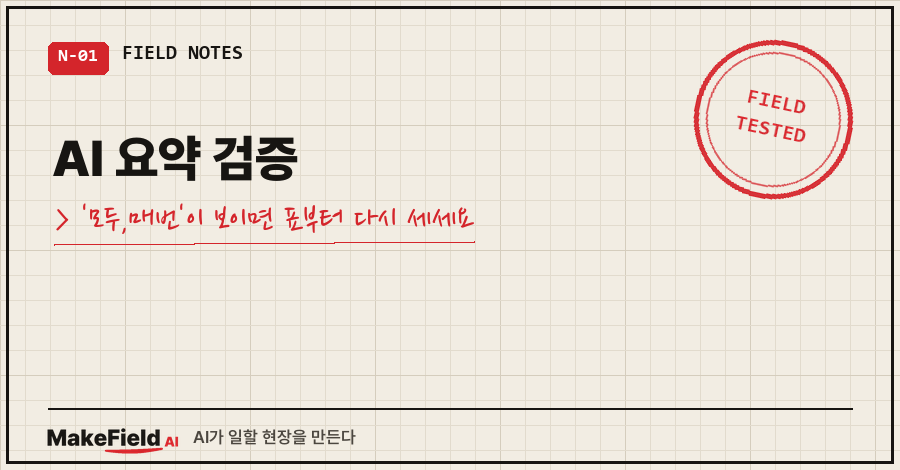 N-01 FIELD NOTES
FIELD
TESTED
AI 요약 검증
> '모두, 매번'이 보이면 표부터 다시 세세요
MakeField AI AI가 일할 현장을 만든다